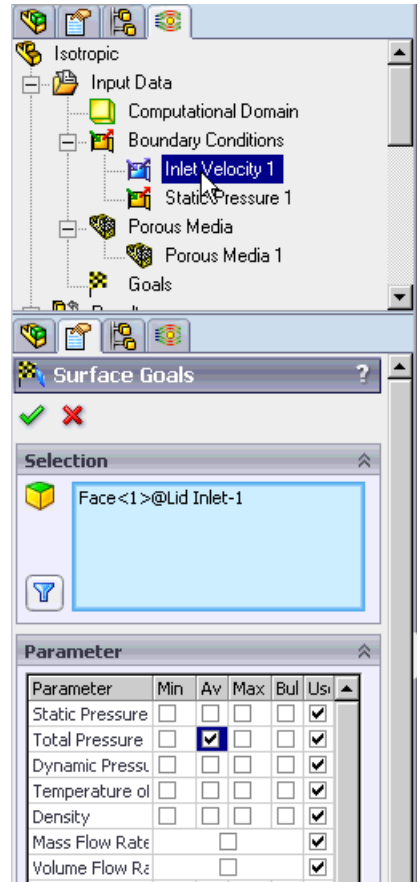 Isotropic
Input Data
Computational Domain
Boundary Conditions
Inlet Velocity 1
Static Pressure 1
Porous Media
Porous Media 1
Goals
Surface Goals ?
Selection
Face<1>@Lid Inlet-1
Parameter
Parameter Min Av Max Bul Us
Static Pressure
Total Pressure
Dynamic Pressu
Temperature ol
Density
Mass Flow Rate
Volume Flow Ra